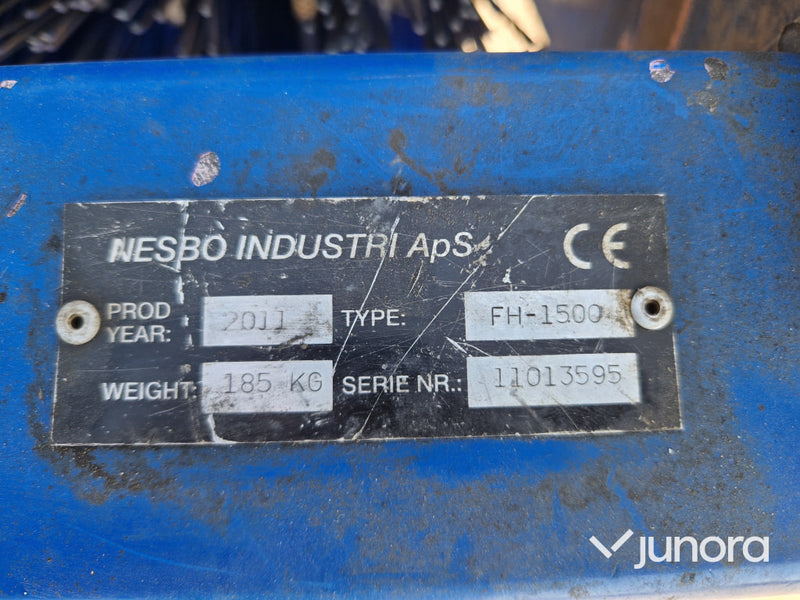 NESBO INDUSTRI ApS CE
PROD YEAR: 2011 TYPE: FH-1500
WEIGHT: 185 KG SERIE NR.: 11013595
junora